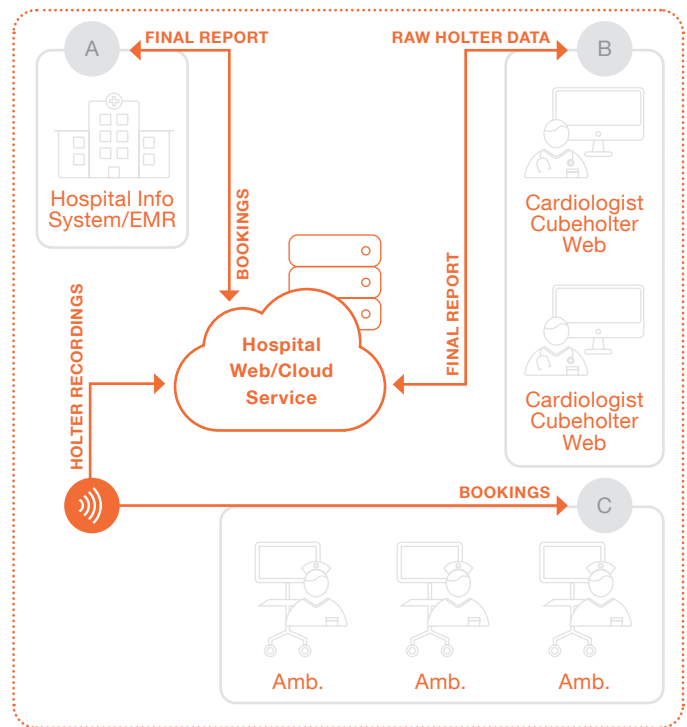 A
FINAL REPORT
RAW HOLTER DATA
B
Hospital Info
System/EMR
BOOKINGS
Cardiologist
Cubeholter
Web
FINAL REPORT
Hospital
Web/Cloud
Service
Cardiologist
Cubeholter
Web
HOLTER RECORDINGS
BOOKINGS
C
Amb.
Amb.
Amb.